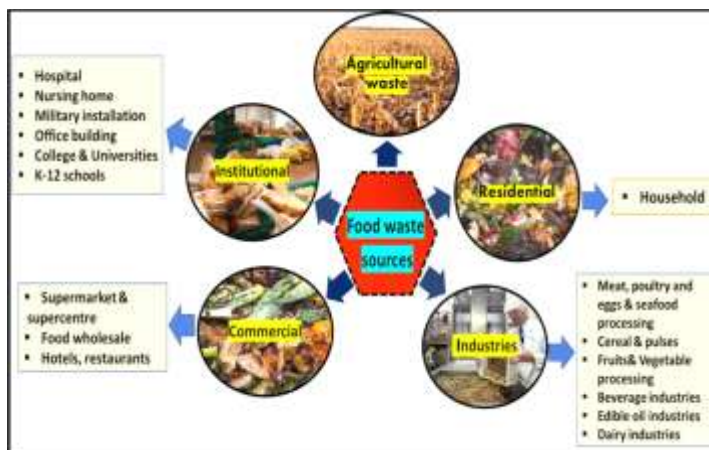 Agricultural
waste
▪ Hospital
▪ Nursing home
▪ Military installation
▪ Office building
▪ College & Universities
▪ K-12 schools
Institutional
Residential
▪ Household
Food waste
sources
▪ Supermarket &
supercentre
▪ Food wholesale
▪ Hotels, restaurants
Commercial
Industries
▪ Meat, poultry and
eggs & seafood
processing
▪ Cereal & pulses
▪ Fruits& Vegetable
processing
▪ Beverage industries
▪ Edible oil industries
▪ Dairy industries